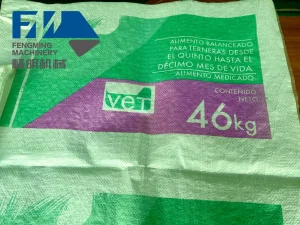 FM
FENGMING
MACHINERY
ALIMENTO BALANCEADO
PARA TERNERAS DESDE
EL QUINTO HASTA EL
DÉCIMO MES DE VIDA.
ALIMENTO MEDICADO.
VET
CONTENIDO
NETO
46kg